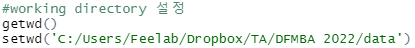 #working directory 설정
getwd()
setwd('C:/Users/Feelab/Dropbox/TA/DFMBA 2022/data')